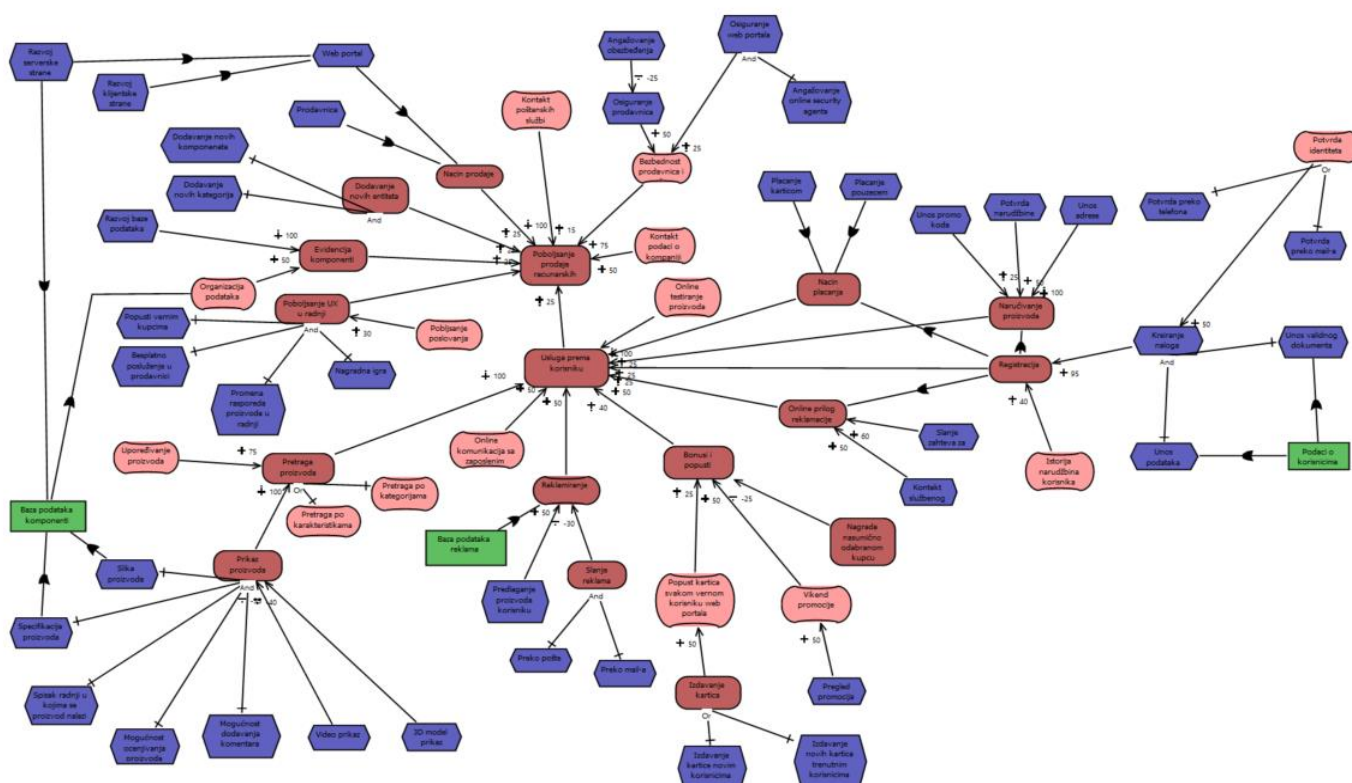 Razvoj
serverske
strane
Web portal
Razvoj
klijentske
strane
Prodavnica
Kontakt
poštanskih
službi
Angažovanje
obezbeđenja
-25
Osiguranje
prodavnica
Osiguranje
web portala
And
Angažovanje
online security
agenta
50
25
Bezbednost
prodavnice i
Dodavanje novih
komponenata
Dodavanje
novih kategorija
Dodavanje
novih entiteta
And
Nacin prodaje
Razvoj baze
podataka
100
50
Evidencija
komponenti
Organizacija
podataka
100
25
15
75
50
Poboljsanje
prodaje
racunarskih
25
Kontakt
podaci o
kompaniji
Poboljsanje UX
u radnji
And
30
Pobljsanje
poslovanja
Popusti vernim
kupcima
Besplatno
posluženje u
prodavnici
Promena
rasporeda
proizvoda u
radnji
Nagradna igra
Online
testiranje
proizvoda
Placanje
karticom
Placanje
pouzecem
Nacin
placanja
Unos promo
koda
Potvrda
narudžbine
Unos
adrese
25
100
Naručivanje
proizvoda
Potvrda
identiteta
Or
Potvrda preko
telefona
Potvrda
preko mail-a
50
Kreiranje
naloga
And
Unos validnog
dokumenta
Unos
podataka
Podaci o
korisnicima
Registracija
95
40
Istorija
narudžbina
korisnika
Usluga prema
korisniku
100
25
25
25
50
100
50
50
40
Online prilog
reklamacije
60
50
Slanje
zahteva za
Kontakt
službenog
Online
komunikacija sa
zaposlenim
Upoređivanje
proizvoda
75
Pretraga
proizvoda
Or
100
Pretraga po
kategorijama
Pretraga po
karakteristikama
Reklamiranje
50
-30
Baza podataka
reklama
Predlaganje
proizvoda
korisniku
Slanje
reklama
And
Preko pošte
Preko mail-a
Bonusi i
popusti
25
50
-25
Nagrada
nasumično
odabranom
kupcu
Popust kartica
svakom vernom
korisniku web
portala
50
Vikend
promocije
50
Izdavanje
kartica
Or
Pregled
promocija
Izdavanje
kartica novim
korisnicima
Izdavanje
novih kartica
trenutnim
korisnicima
Baza podataka
komponenti
Slika
proizvoda
Specifikacija
proizvoda
Prikaz
proizvoda
And
-40
Spisak radnji u
kojima se
proizvod nalazi
Mogućnost
ocenjivanja
proizvoda
Mogućnost
dodavanja
komentara
Video prikaz
3D model
prikaz